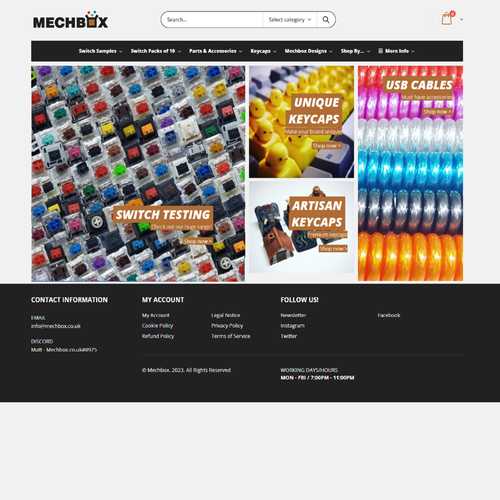 MECHBOX
Search...
Select category
0
Switch Samples
Switch Packs of 10
Parts & Accessories
Keycaps
Mechbox Designs
Shop By...
More Info
SWITCH TESTING
Check out our huge range
Shop now >
UNIQUE
KEYCAPS
Make your board unique
Shop now >
ARTISAN
KEYCAPS
Premium keycaps
Shop now >
USB CABLES
Must have accessories
Shop now >
CONTACT INFORMATION
EMAIL
info@mechbox.co.uk
DISCORD
Matt - Mechbox.co.uk#8975
MY ACCOUNT
My Account
Legal Notice
Cookie Policy
Privacy Policy
Refund Policy
Terms of Service
FOLLOW US!
Newsletter
Facebook
Instagram
Twitter
© Mechbox. 2023. All Rights Reserved
WORKING DAYS/HOURS
MON - FRI / 7:00PM - 11:00PM